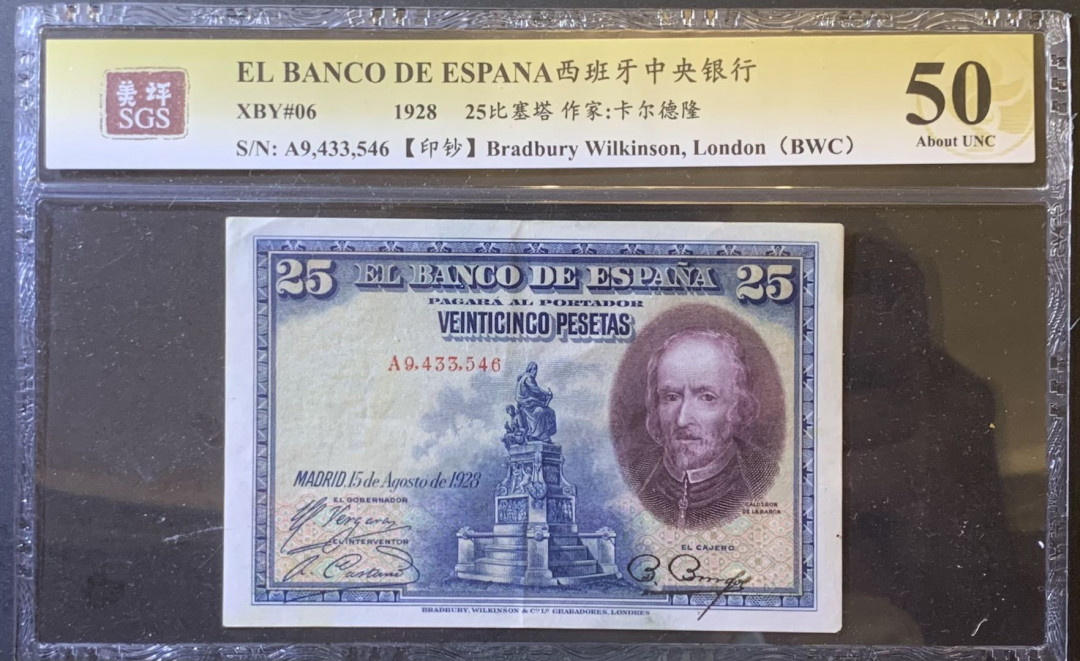 美评
SGS
EL BANCO DE ESPANA西班牙中央银行
XBY#06 1928 25比塞塔 作家:卡尔德隆
S/N: A9,433,546【印钞】Bradbury Wilkinson, London（BWC）
50
About UNC
25 EL BANCO DE ESPAÑA 25
PAGARÁ AL PORTADOR
VEINTICINCO PESETAS
A9,433,546
MADRID, 15 de Agosto de 1928
CALDERON
DE LA BARCA
EL GOBERNADOR
EL INTERVENTOR
EL CAJERO
BRADBURY, WILKINSON & Cº Lᵈ GRABADORES, LONDRES